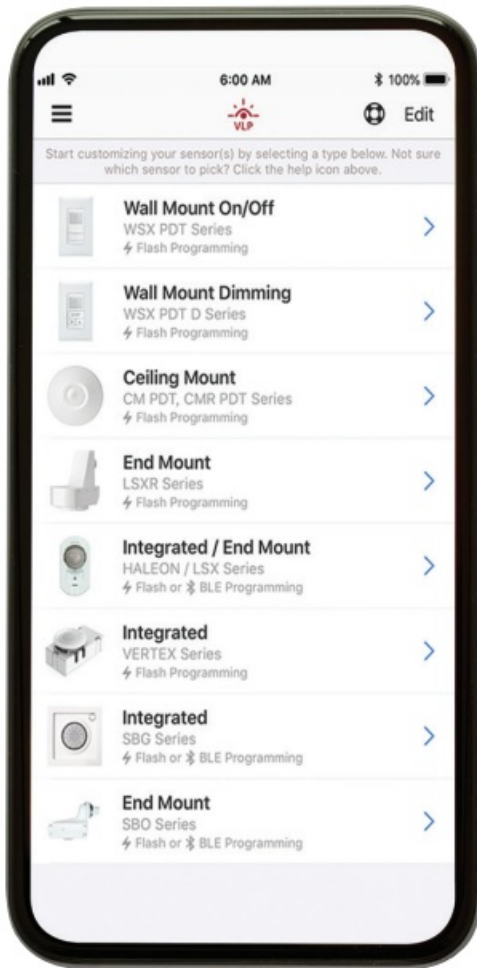 6:00 AM
100%
VLP
Edit
Start customizing your sensor(s) by selecting a type below. Not sure
which sensor to pick? Click the help icon above.
Wall Mount On/Off
WSX PDT Series
Flash Programming
Wall Mount Dimming
WSX PDT D Series
Flash Programming
Ceiling Mount
CM PDT, CMR PDT Series
Flash Programming
End Mount
LSXR Series
Flash Programming
Integrated / End Mount
HALEON / LSX Series
Flash or BLE Programming
Integrated
VERTEX Series
Flash Programming
Integrated
SBG Series
Flash or BLE Programming
End Mount
SBO Series
Flash or BLE Programming